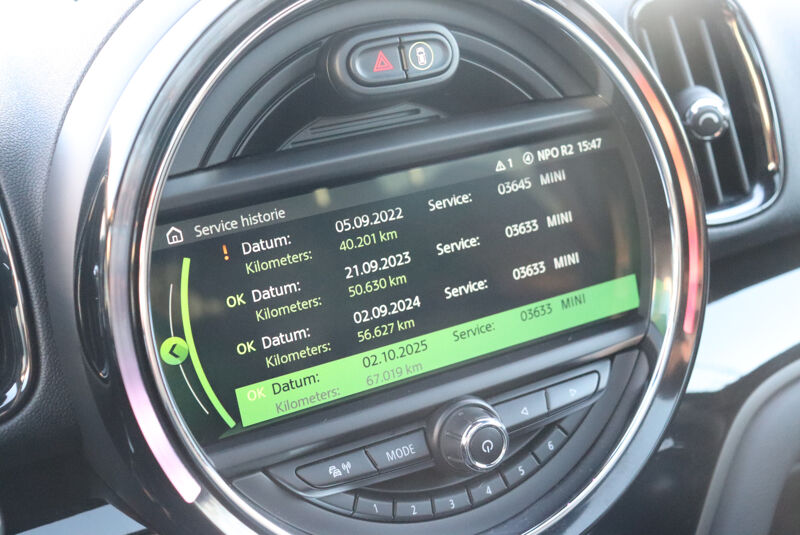 1 4 NPO R2 15:47
Service historie
! Datum: 05.09.2022 Service: 03645 MINI
Kilometers: 40.201 km
OK Datum: 21.09.2023 Service: 03633 MINI
Kilometers: 50.630 km
OK Datum: 02.09.2024 Service: 03633 MINI
Kilometers: 56.627 km
OK Datum: 02.10.2025 Service: 03633 MINI
Kilometers: 67.019 km
MODE
1 2 3 4 5 6